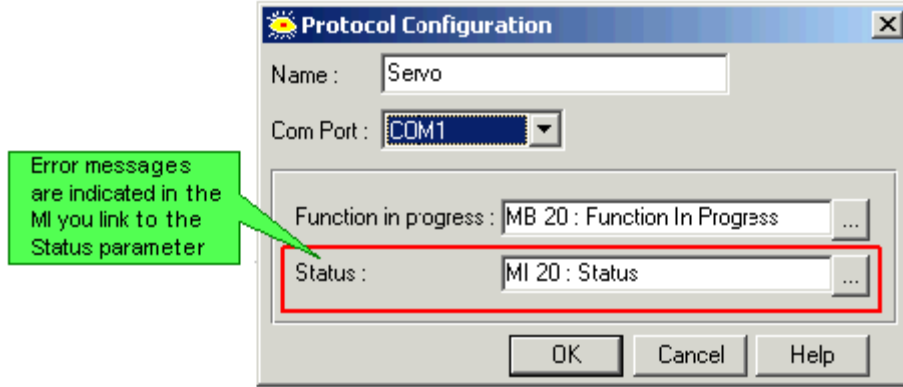 Protocol Configuration
Name : Servo
Com Port : COM1
Error messages
are indicated in the
MI you link to the
Status parameter
Function in progress : MB 20 : Function In Progress ...
Status : MI 20 : Status ...
OK Cancel Help